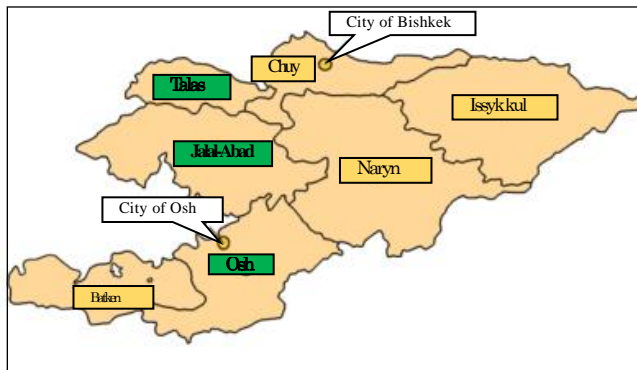 City of Bishkek
Chuy
Talas
Issyk kul
Jalal-Abad
Naryn
City of Osh
Osh
Batken